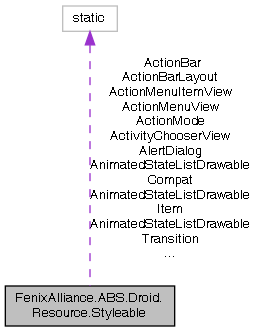 static
ActionBar
ActionBarLayout
ActionMenuItemView
ActionMenuView
ActionMode
ActivityChooserView
AlertDialog
AnimatedStateListDrawable
Compat
AnimatedStateListDrawable
Item
AnimatedStateListDrawable
Transition
...
FenixAlliance.ABS.Droid.
Resource.Styleable